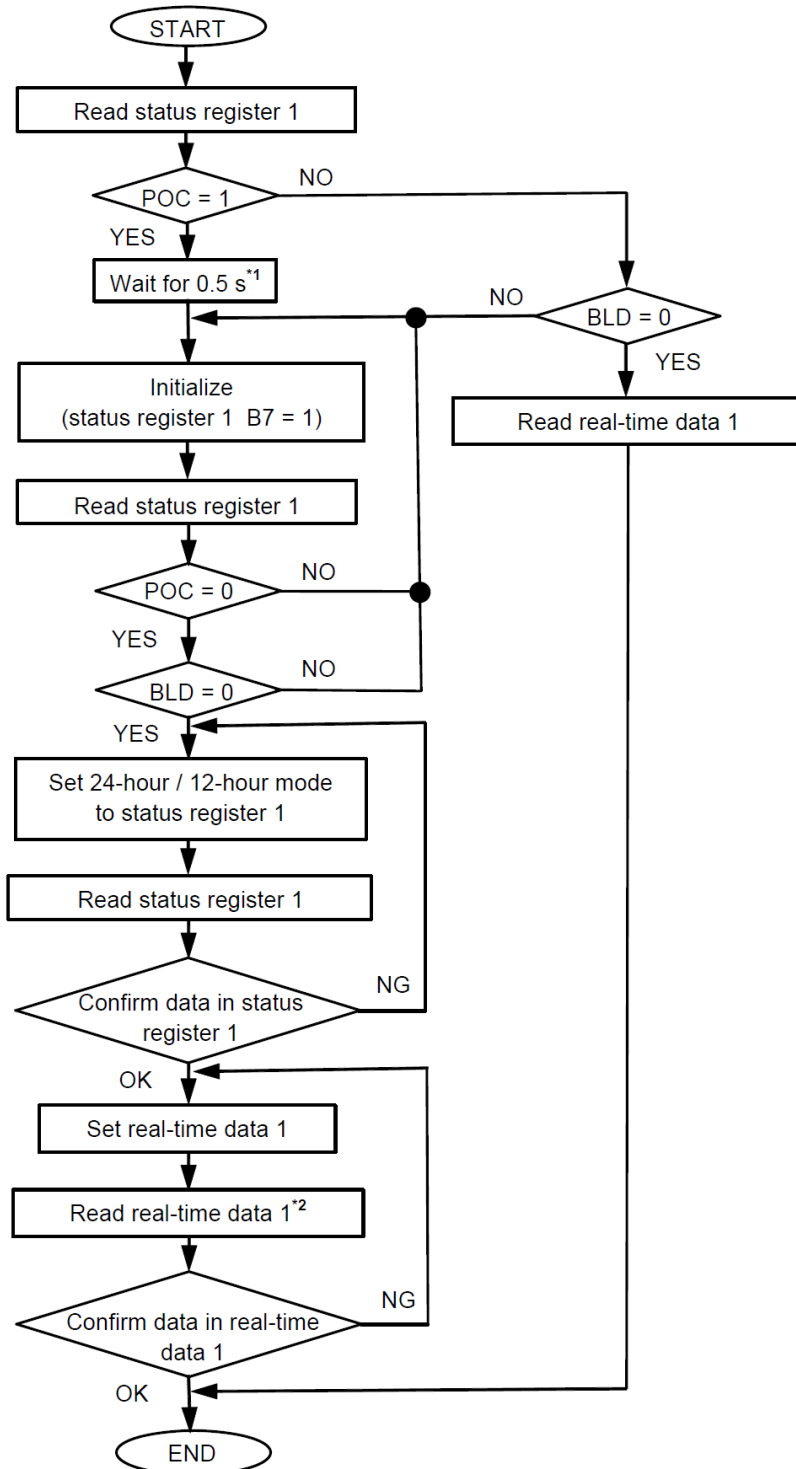 START
Read status register 1
POC = 1
NO
YES
Wait for 0.5 s*1
NO
BLD = 0
YES
Initialize
(status register 1  B7 = 1)
Read real-time data 1
Read status register 1
POC = 0
NO
YES
BLD = 0
NO
YES
Set 24-hour / 12-hour mode
to status register 1
Read status register 1
Confirm data in status
register 1
NG
OK
Set real-time data 1
Read real-time data 1*2
Confirm data in real-time
data 1
NG
OK
END